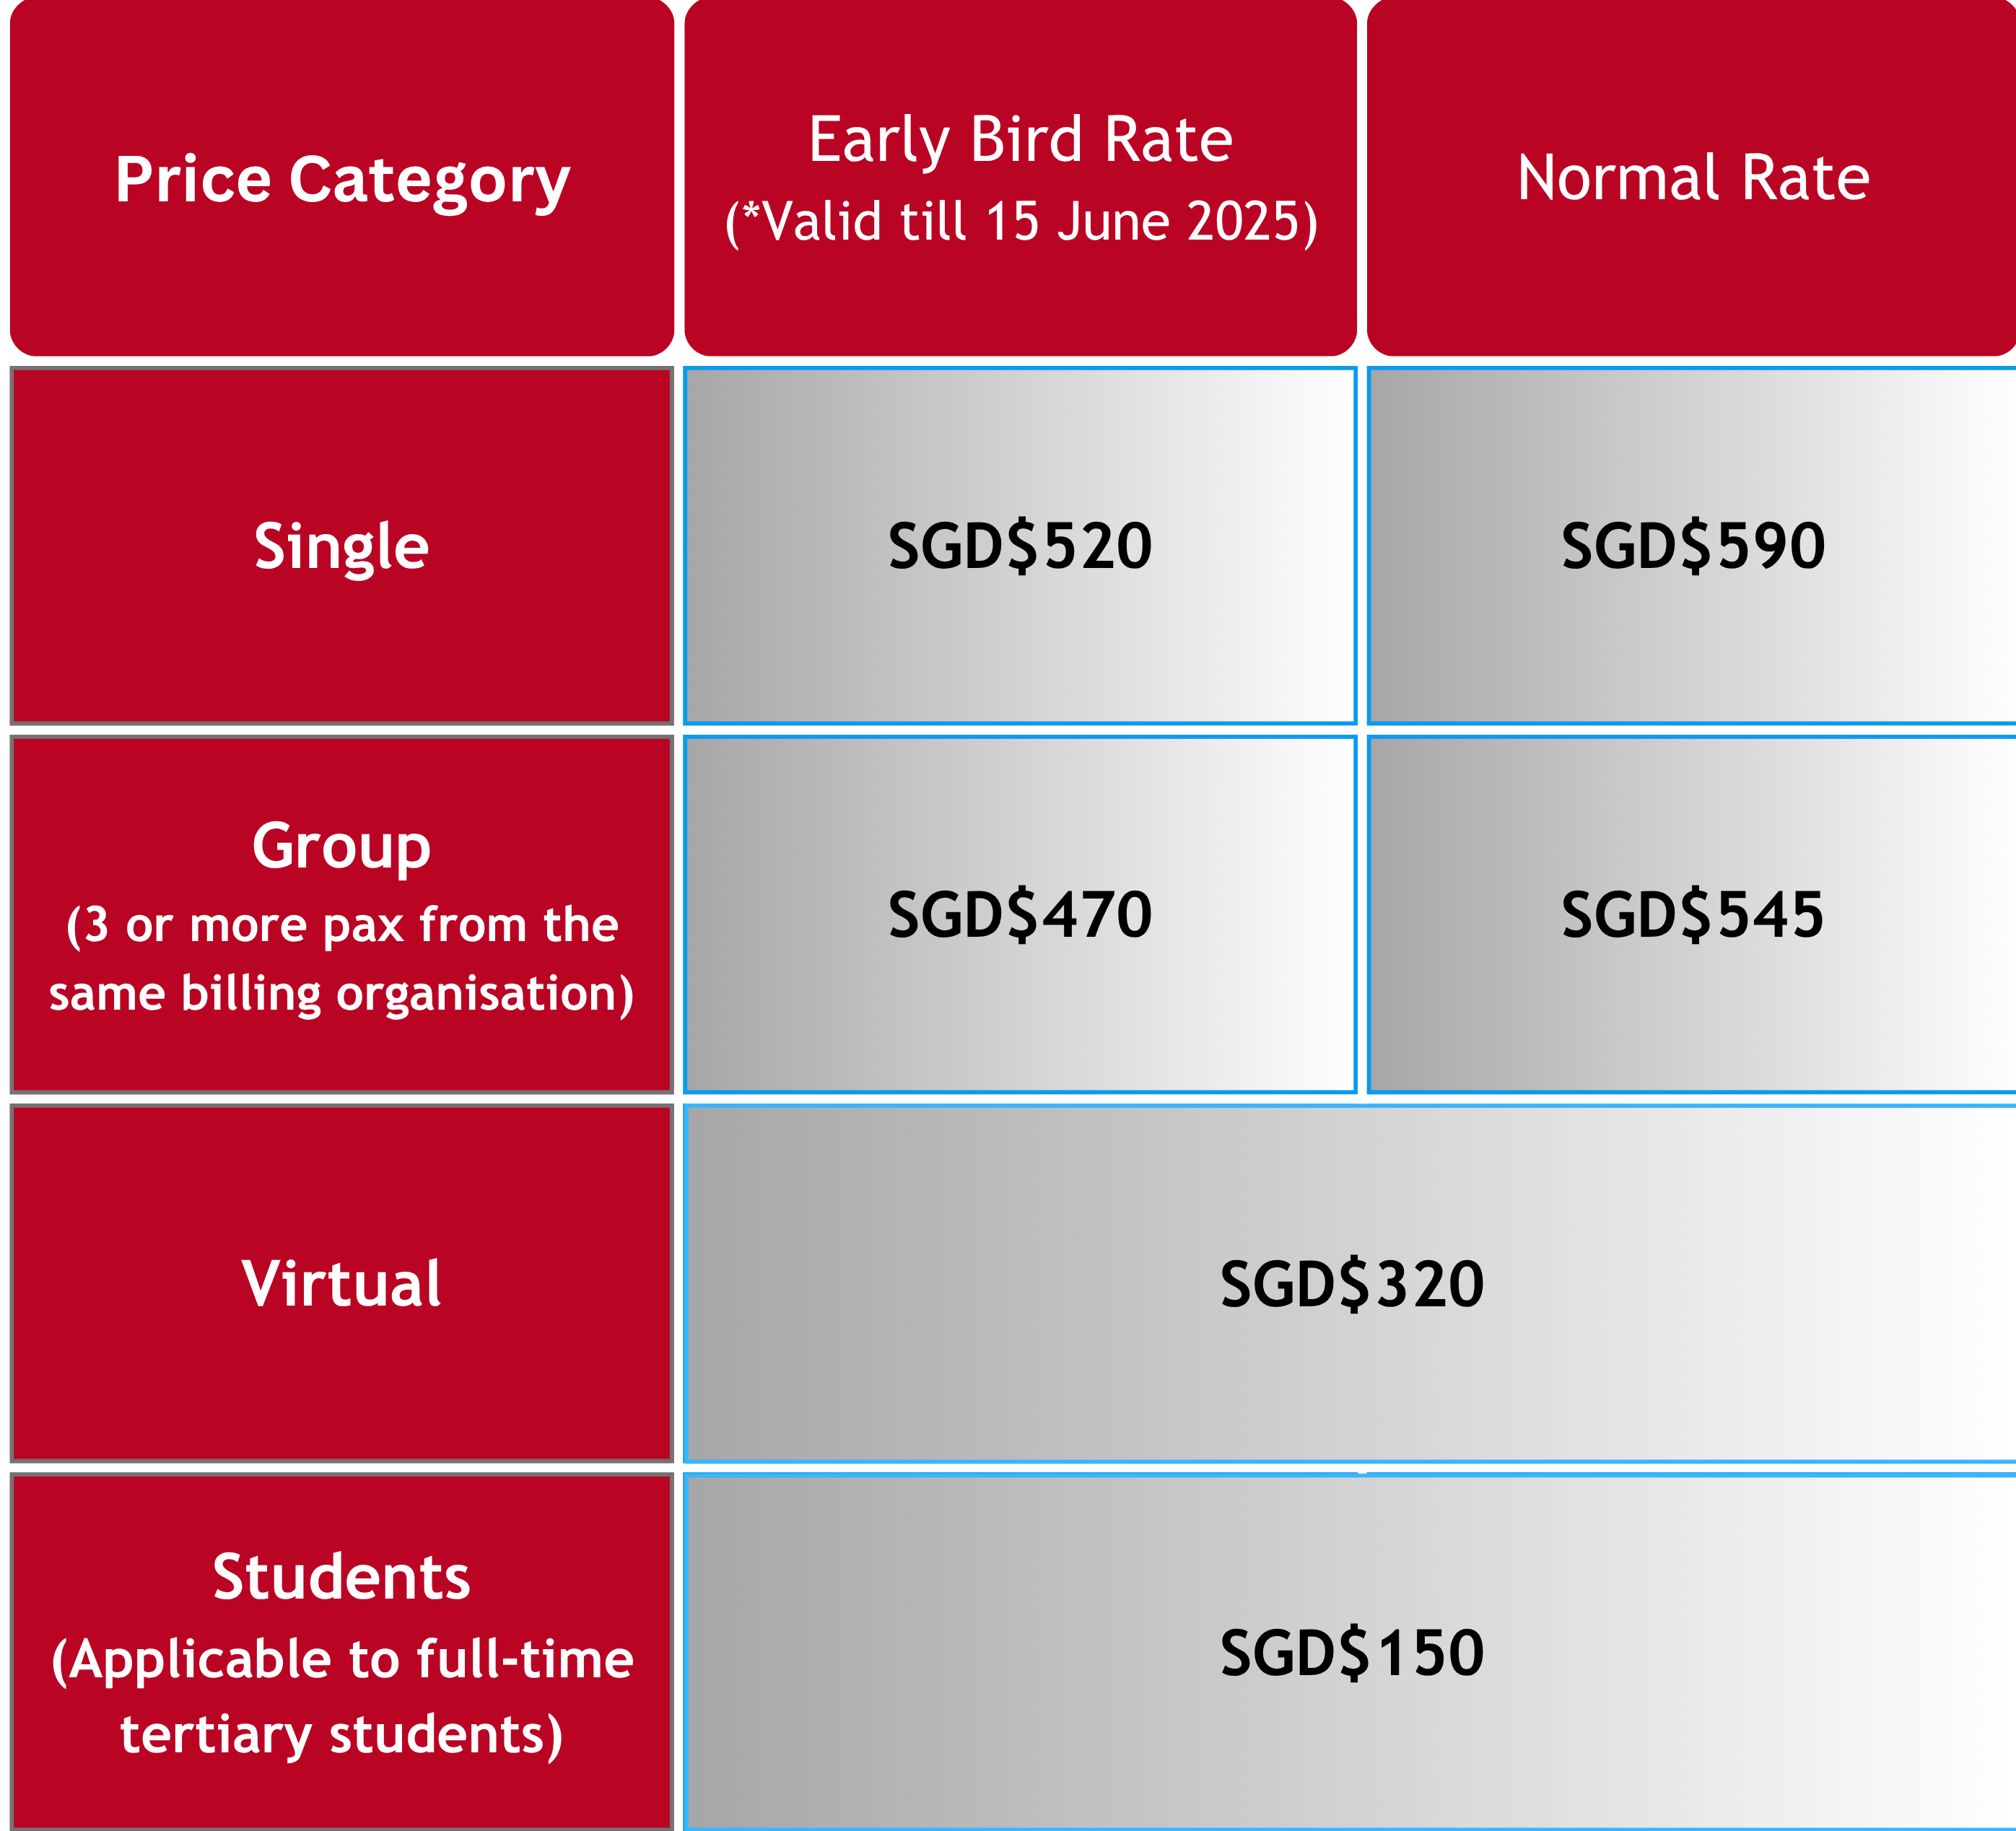 Price Category
Early Bird Rate
(*Valid till 15 June 2025)
Normal Rate
Single
SGD$520
SGD$590
Group
(3 or more pax from the
same billing organisation)
SGD$470
SGD$545
Virtual
SGD$320
Students
(Applicable to full-time
tertiary students)
SGD$150